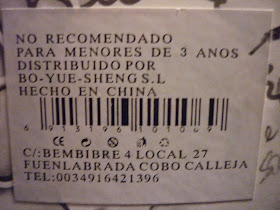 NO RECOMENDADO
PARA MENORES DE 3 ANOS
DISTRIBUIDO POR
BO-YUE-SHENG S.L
HECHO EN CHINA
C/:BEMBIBRE 4 LOCAL 27
FUENLABRADA COBO CALLEJA
TEL:0034916421396